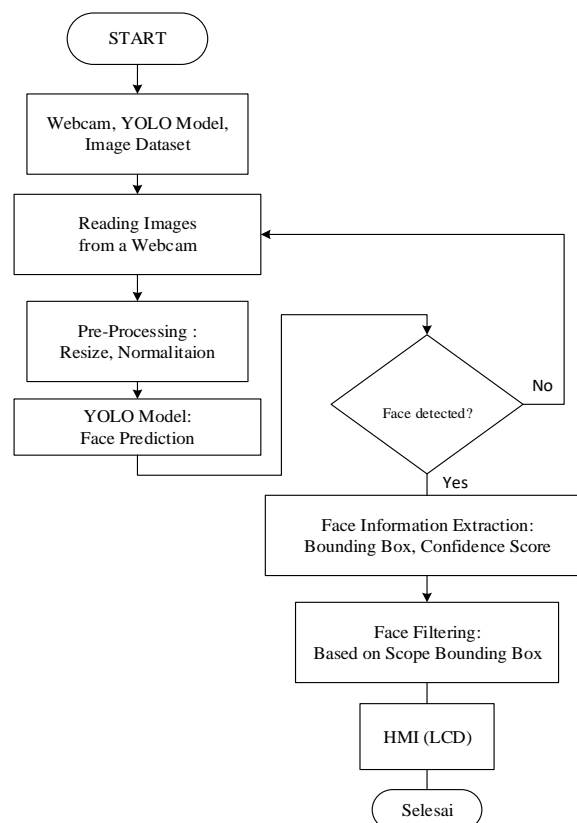 START
Webcam, YOLO Model,
Image Dataset
Reading Images
from a Webcam
Pre-Processing :
Resize, Normalitaion
YOLO Model:
Face Prediction
Face detected?
No
Yes
Face Information Extraction:
Bounding Box, Confidence Score
Face Filtering:
Based on Scope Bounding Box
HMI (LCD)
Selesai